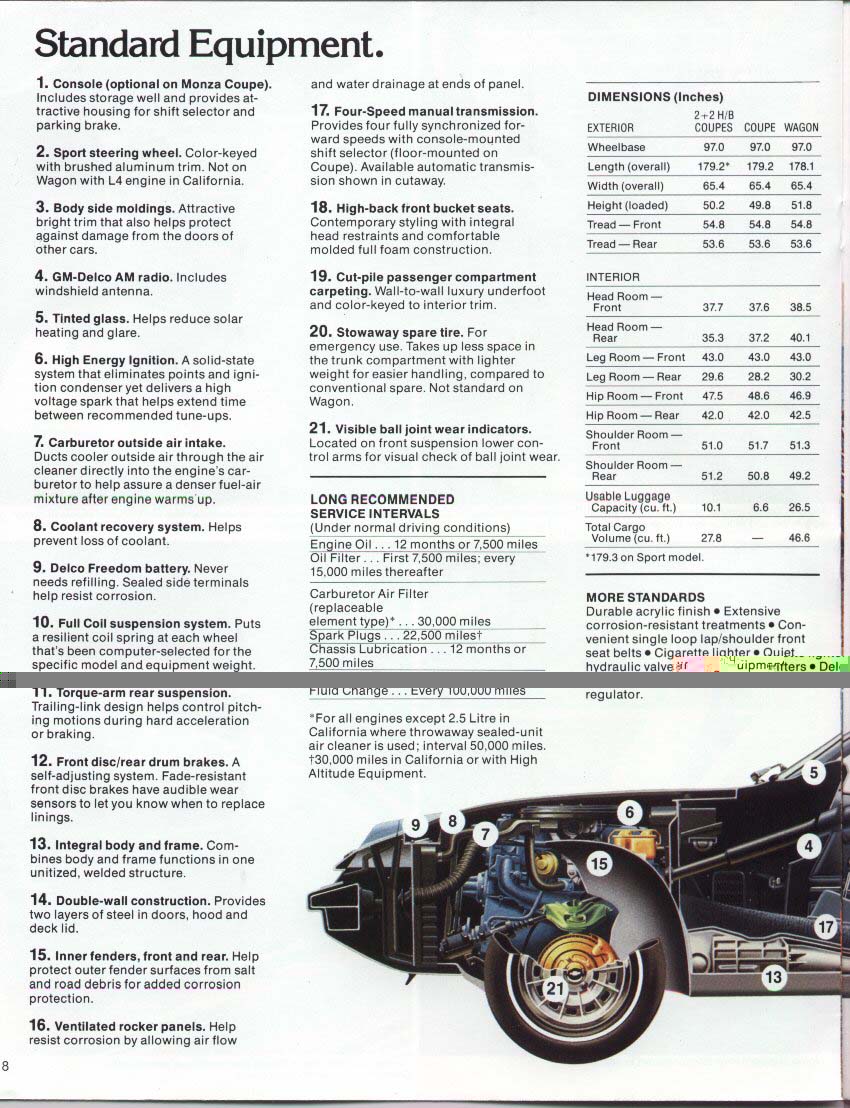 Standard Equipment.
1. Console (optional on Monza Coupe).
Includes storage well and provides at-
tractive housing for shift selector and
parking brake.
2. Sport steering wheel. Color-keyed
with brushed aluminum trim. Not on
Wagon with L4 engine in California.
3. Body side moldings. Attractive
bright trim that also helps protect
against damage from the doors of
other cars.
4. GM-Delco AM radio. Includes
windshield antenna.
5. Tinted glass. Helps reduce solar
heating and glare.
6. High Energy Ignition. A solid-state
system that eliminates points and igni-
tion condenser yet delivers a high
voltage spark that helps extend time
between recommended tune-ups.
7. Carburetor outside air intake.
Ducts cooler outside air through the air
cleaner directly into the engine's car-
buretor to help assure a denser fuel-air
mixture after engine warms up.
8. Coolant recovery system. Helps
prevent loss of coolant.
9. Delco Freedom battery. Never
needs refilling. Sealed side terminals
help resist corrosion.
10. Full Coil suspension system. Puts
a resilient coil spring at each wheel
that's been computer-selected for the
specific model and equipment weight.
11. Torque-arm rear suspension.
Trailing-link design helps control pitch-
ing motions during hard acceleration
or braking.
12. Front disc/rear drum brakes. A
self-adjusting system. Fade-resistant
front disc brakes have audible wear
sensors to let you know when to replace
linings.
13. Integral body and frame. Com-
bines body and frame functions in one
unitized, welded structure.
14. Double-wall construction. Provides
two layers of steel in doors, hood and
deck lid.
15. Inner fenders, front and rear. Help
protect outer fender surfaces from salt
and road debris for added corrosion
protection.
16. Ventilated rocker panels. Help
resist corrosion by allowing air flow
and water drainage at ends of panel.
17. Four-Speed manual transmission.
Provides four fully synchronized for-
ward speeds with console-mounted
shift selector (floor-mounted on
Coupe). Available automatic transmis-
sion shown in cutaway.
18. High-back front bucket seats.
Contemporary styling with integral
head restraints and comfortable
molded full foam construction.
19. Cut-pile passenger compartment
carpeting. Wall-to-wall luxury underfoot
and color-keyed to interior trim.
20. Stowaway spare tire. For
emergency use. Takes up less space in
the trunk compartment with lighter
weight for easier handling, compared to
conventional spare. Not standard on
Wagon.
21. Visible ball joint wear indicators.
Located on front suspension lower con-
trol arms for visual check of ball joint wear.
LONG RECOMMENDED
SERVICE INTERVALS
(Under normal driving conditions)
Engine Oil . . . 12 months or 7,500 miles
Oil Filter . . . First 7,500 miles; every
15,000 miles thereafter
Carburetor Air Filter
(replaceable
element type)* . . . 30,000 miles
Spark Plugs . . . 22,500 miles†
Chassis Lubrication . . . 12 months or
7,500 miles
Fluid Change . . . Every 100,000 miles
*For all engines except 2.5 Litre in
California where throwaway sealed-unit
air cleaner is used; interval 50,000 miles.
†30,000 miles in California or with High
Altitude Equipment.
DIMENSIONS (Inches)
2+2 H/B
EXTERIOR COUPES COUPE WAGON
Wheelbase 97.0 97.0 97.0
Length (overall) 179.2* 179.2 178.1
Width (overall) 65.4 65.4 65.4
Height (loaded) 50.2 49.8 51.8
Tread — Front 54.8 54.8 54.8
Tread — Rear 53.6 53.6 53.6
INTERIOR
Head Room —
Front 37.7 37.6 38.5
Head Room —
Rear 35.3 37.2 40.1
Leg Room — Front 43.0 43.0 43.0
Leg Room — Rear 29.6 28.2 30.2
Hip Room — Front 47.5 48.6 46.9
Hip Room — Rear 42.0 42.0 42.5
Shoulder Room —
Front 51.0 51.7 51.3
Shoulder Room —
Rear 51.2 50.8 49.2
Usable Luggage
Capacity (cu. ft.) 10.1 6.6 26.5
Total Cargo
Volume (cu. ft.) 27.8 — 46.6
*179.3 on Sport model.
MORE STANDARDS
Durable acrylic finish • Extensive
corrosion-resistant treatments • Con-
venient single loop lap/shoulder front
seat belts • Cigarette lighter • Quiet,
hydraulic valve lifters • Del
regulator.
9 8 7 6 5 4 15 17 13 21
8